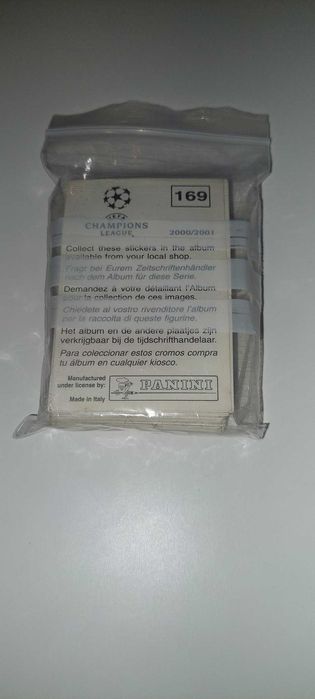 169
UEFA
CHAMPIONS
LEAGUE
2000/2001
Collect these stickers in the album
available from your local shop.
Fragt bei Eurem Zeitschriftenhändler
nach dem Album für diese Serie.
Demandez à votre détaillant l'Album
pour la collection de ces images.
Chiedete al vostro rivenditore l'album
per la raccolta di queste figurine.
Het album en de andere plaatjes zijn
verkrijgbaar bij de tijdschrifthandelaar.
Para coleccionar estos cromos compra
tu álbum en cualquier kiosco.
Manufactured
under license by:
PANINI
Made in Italy